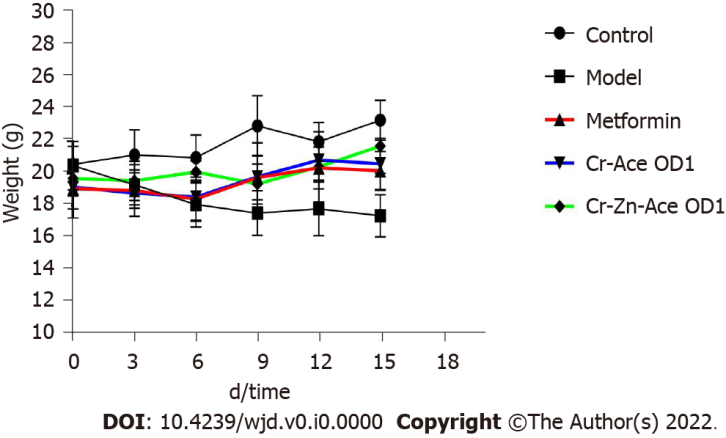 30
28
26
24
22
20
18
16
14
12
10
Weight (g)
0 3 6 9 12 15 18
d/time
Control
Model
Metformin
Cr-Ace OD1
Cr-Zn-Ace OD1
DOI: 10.4239/wjd.v0.i0.0000 Copyright ©The Author(s) 2022.